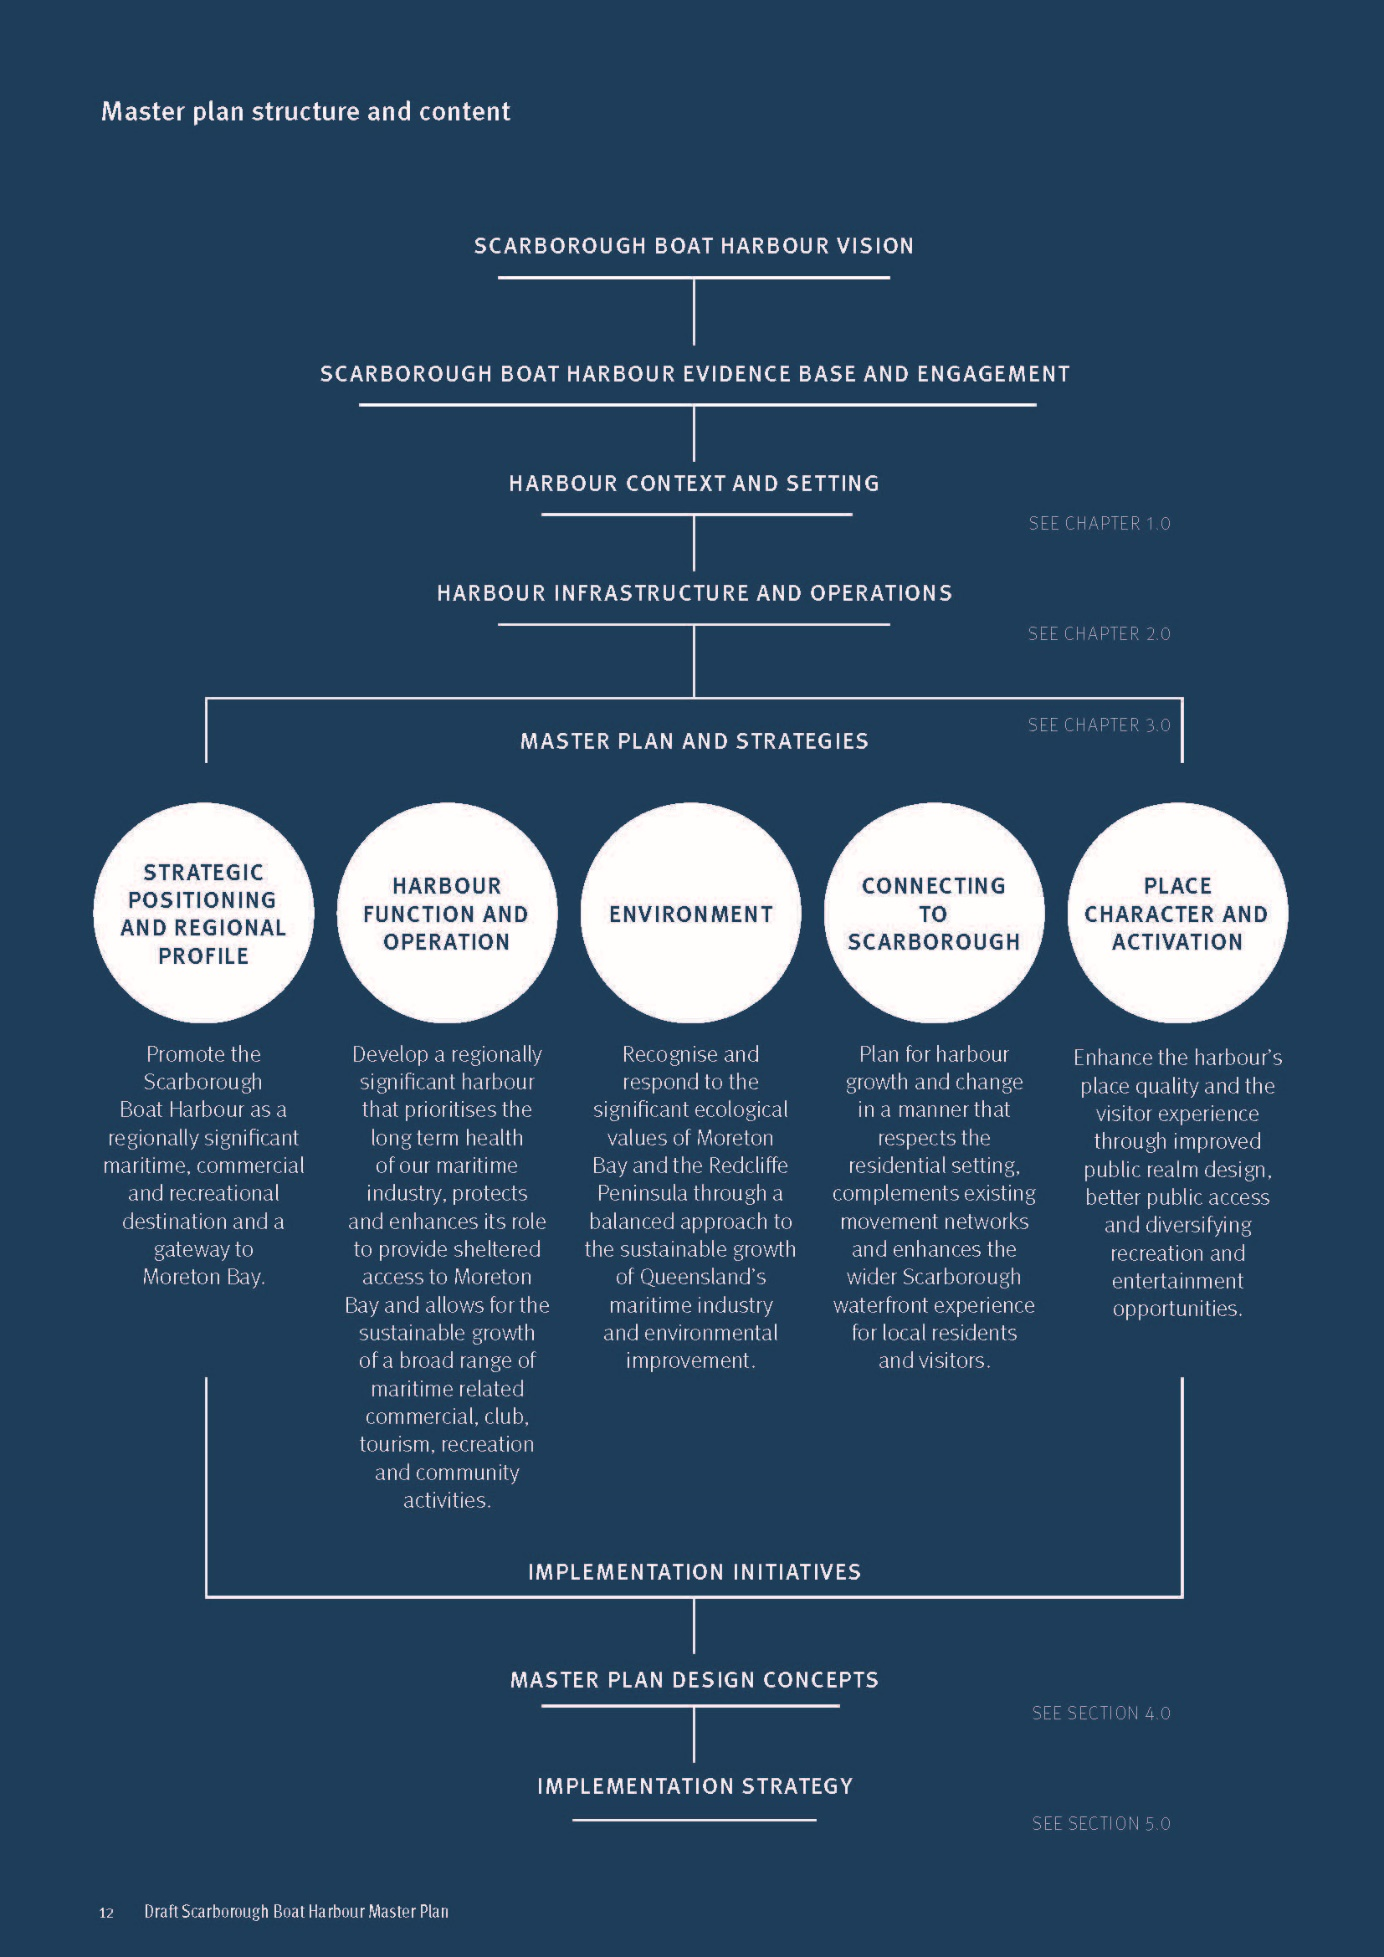 Master plan structure and content
SCARBOROUGH BOAT HARBOUR VISION
SCARBOROUGH BOAT HARBOUR EVIDENCE BASE AND ENGAGEMENT
HARBOUR CONTEXT AND SETTING
SEE CHAPTER 1.0
HARBOUR INFRASTRUCTURE AND OPERATIONS
SEE CHAPTER 2.0
SEE CHAPTER 3.0
MASTER PLAN AND STRATEGIES
STRATEGIC
POSITIONING
AND REGIONAL
PROFILE
Promote the
Scarborough
Boat Harbour as a
regionally significant
maritime, commercial
and recreational
destination and a
gateway to
Moreton Bay.
HARBOUR
FUNCTION AND
OPERATION
Develop a regionally
significant harbour
that prioritises the
long term health
of our maritime
industry, protects
and enhances its role
to provide sheltered
access to Moreton
Bay and allows for the
sustainable growth
of a broad range of
maritime related
commercial, club,
tourism, recreation
and community
activities.
ENVIRONMENT
Recognise and
respond to the
significant ecological
values of Moreton
Bay and the Redcliffe
Peninsula through a
balanced approach to
the sustainable growth
of Queensland's
maritime industry
and environmental
improvement.
CONNECTING
TO
SCARBOROUGH
Plan for harbour
growth and change
in a manner that
respects the
residential setting,
complements existing
movement networks
and enhances the
wider Scarborough
waterfront experience
for local residents
and visitors.
PLACE
CHARACTER AND
ACTIVATION
Enhance the harbour's
place quality and the
visitor experience
through improved
public realm design,
better public access
and diversifying
recreation and
entertainment
opportunities.
IMPLEMENTATION INITIATIVES
MASTER PLAN DESIGN CONCEPTS
SEE SECTION 4.0
IMPLEMENTATION STRATEGY
SEE SECTION 5.0
12 Draft Scarborough Boat Harbour Master Plan